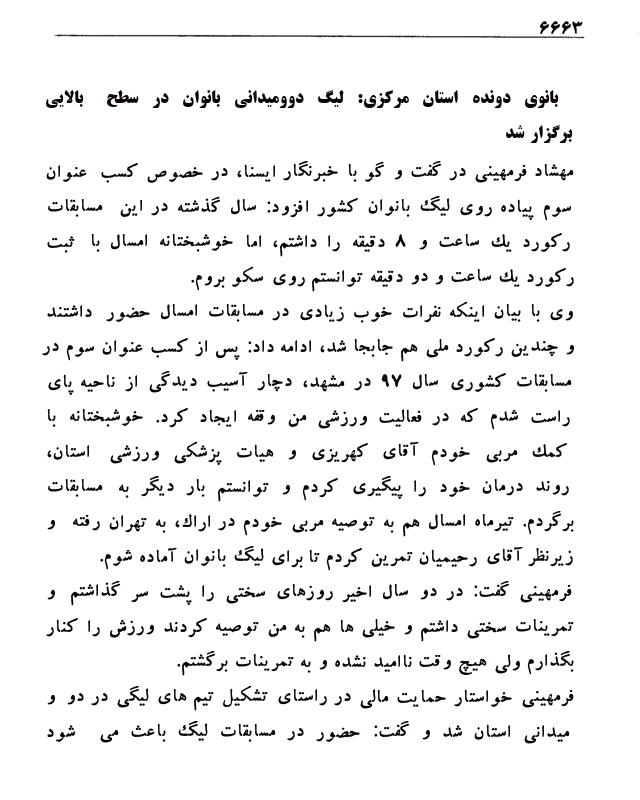 ۶۶۶۳
بانوی دونده استان مرکزی: لیگ دوومیدانی بانوان در سطح بالایی
برگزار شد
مهشاد فرمهینی در گفت و گو با خبرنگار ایسنا، در خصوص کسب عنوان
سوم پیاده روی لیگ بانوان کشور افزود: سال گذشته در این مسابقات
رکورد یك ساعت و ۸ دقیقه را داشتم، اما خوشبختانه امسال با ثبت
رکورد یك ساعت و دو دقیقه توانستم روی سکو بروم.
وی با بیان اینکه نفرات خوب زیادی در مسابقات امسال حضور داشتند
و چندین رکورد ملی هم جابجا شد، ادامه داد: پس از کسب عنوان سوم در
مسابقات کشوری سال ۹۷ در مشهد، دچار آسیب دیدگی از ناحیه پای
راست شدم که در فعالیت ورزشی من وقفه ایجاد کرد. خوشبختانه با
کمك مربی خودم آقای کهریزی و هیات پزشکی ورزشی استان،
روند درمان خود را پیگیری کردم و توانستم بار دیگر به مسابقات
برگردم. تیرماه امسال هم به توصیه مربی خودم در اراك، به تهران رفته و
زیرنظر آقای رحیمیان تمرین کردم تا برای لیگ بانوان آماده شوم.
فرمهینی گفت: در دو سال اخیر روزهای سختی را پشت سر گذاشتم و
تمرینات سختی داشتم و خیلی ها هم به من توصیه کردند ورزش را کنار
بگذارم ولی هیچ وقت ناامید نشده و به تمرینات برگشتم.
فرمهینی خواستار حمایت مالی در راستای تشکیل تیم های لیگی در دو و
میدانی استان شد و گفت: حضور در مسابقات لیگ باعث می شود